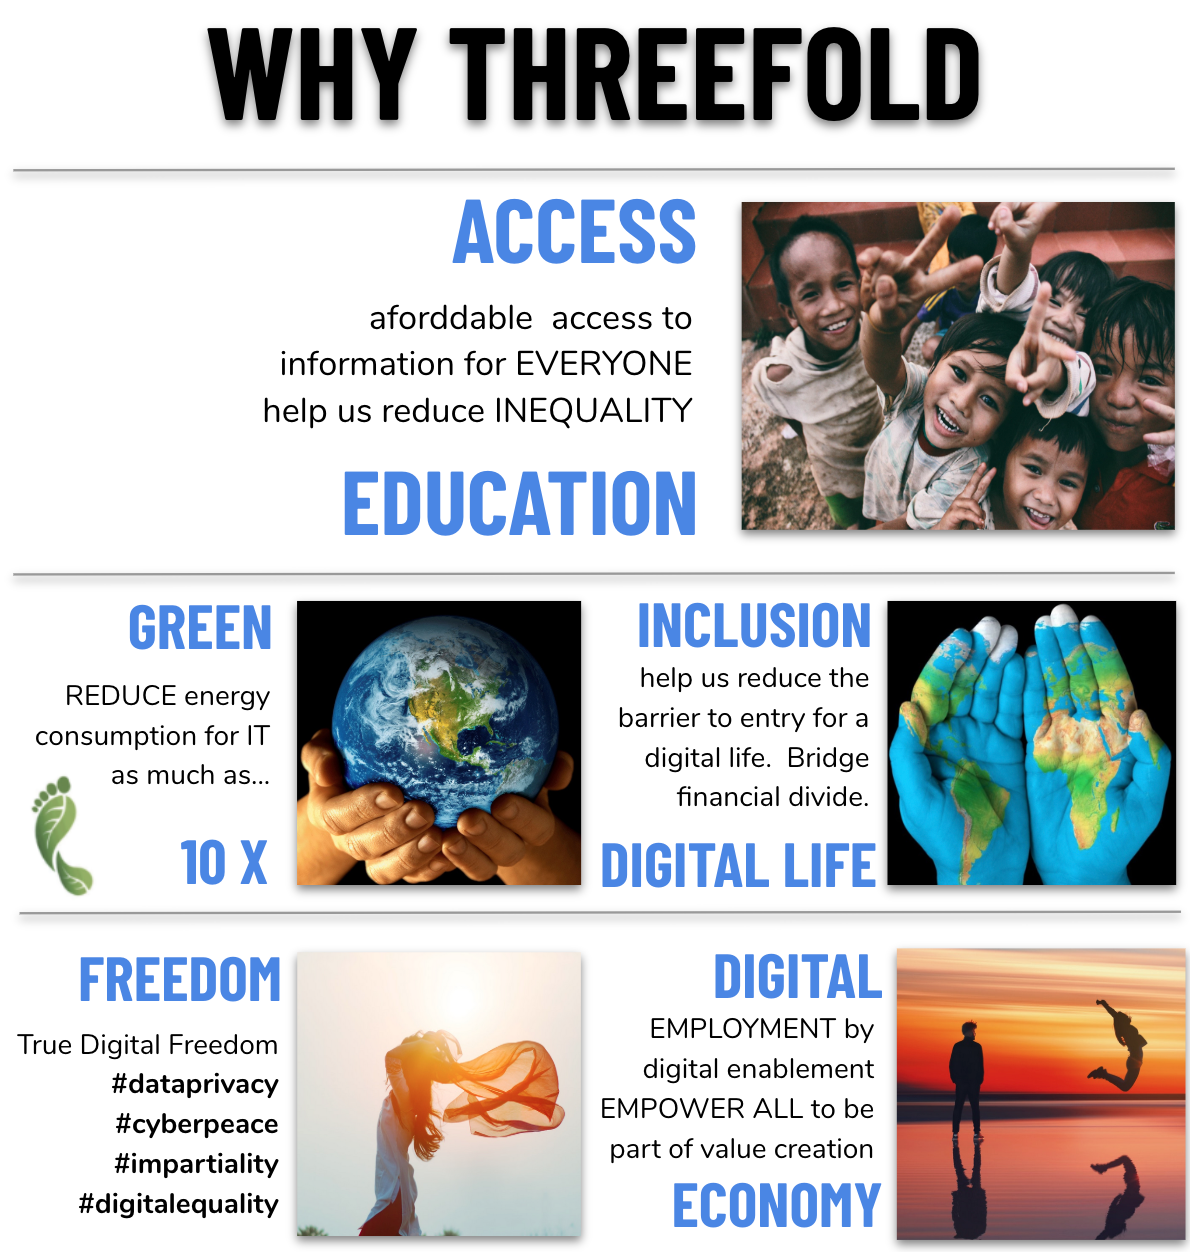 WHY THREEFOLD
ACCESS
aforddable access to
information for EVERYONE
help us reduce INEQUALITY
EDUCATION
GREEN
REDUCE energy
consumption for IT
as much as...
10 X
INCLUSION
help us reduce the
barrier to entry for a
digital life. Bridge
financial divide.
DIGITAL LIFE
FREEDOM
True Digital Freedom
#dataprivacy
#cyberpeace
#impartiality
#digitalequality
DIGITAL
EMPLOYMENT by
digital enablement
EMPOWER ALL to be
part of value creation
ECONOMY